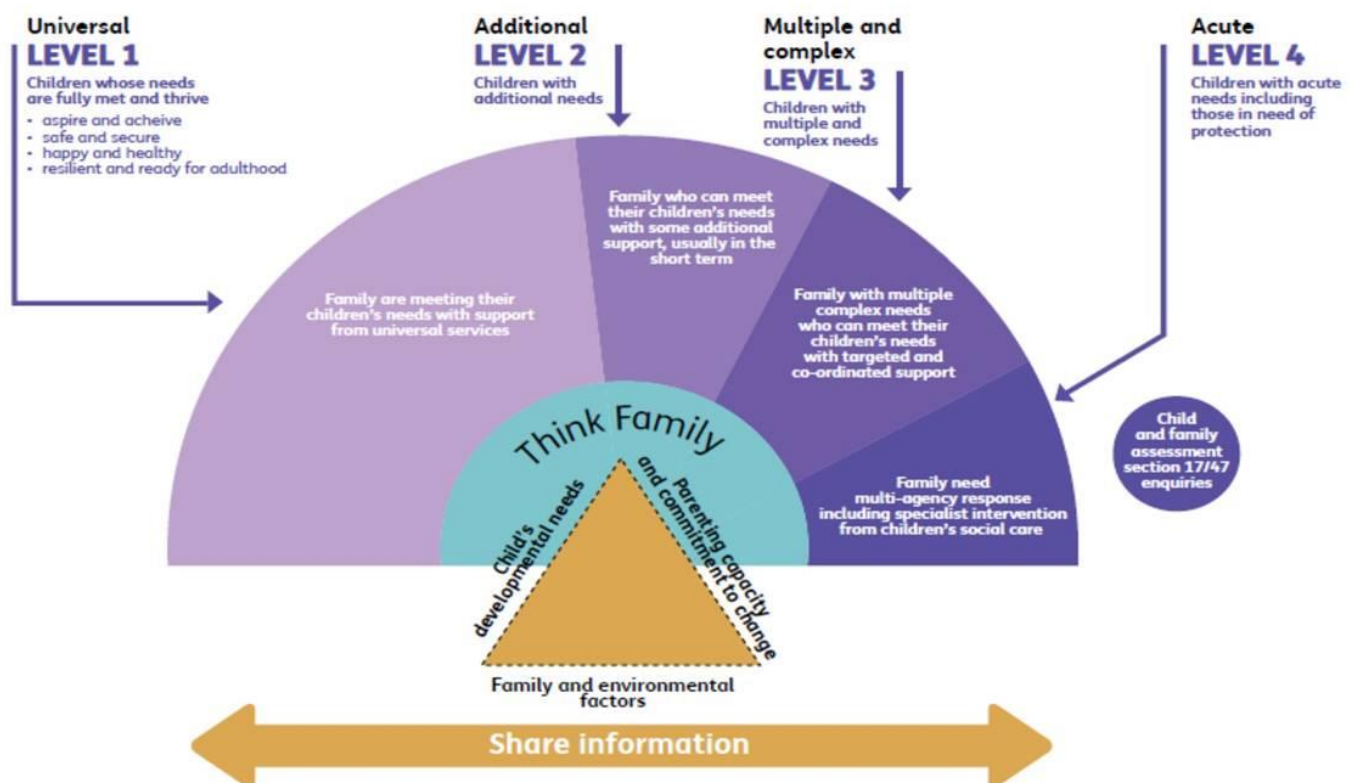 Universal
LEVEL 1
Children whose needs
are fully met and thrive
• aspire and acheive
• safe and secure
• happy and healthy
• resilient and ready for adulthood
Additional
LEVEL 2
Children with
additional needs
Multiple and
complex
LEVEL 3
Children with
multiple and
complex needs
Acute
LEVEL 4
Children with acute
needs including
those in need of
protection
Family are meeting their
children's needs with support
from universal services
Family who can meet
their children's needs
with some additional
support, usually in the
short term
Family with multiple
complex needs
who can meet their
children's needs
with targeted and
co-ordinated support
Family need
multi-agency response
including specialist intervention
from children's social care
Child
and family
assessment
section 17/47
enquiries
Think Family
Child's
developmental needs
Parenting capacity
and commitment to change
Family and environmental
factors
Share information